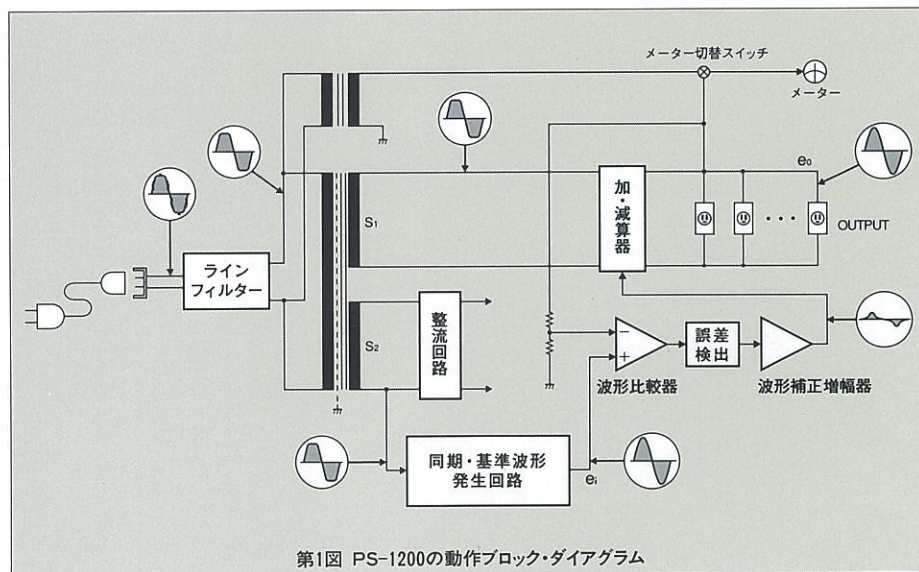 メーター切替スイッチ
メーター
加・減算器
e₀
OUTPUT
S₁
ライン
フィルター
整流回路
S₂
−
+
波形比較器
誤差
検出
波形補正増幅器
同期・基準波形
発生回路
eᵢ
第1図 PS-1200の動作ブロック・ダイアグラム